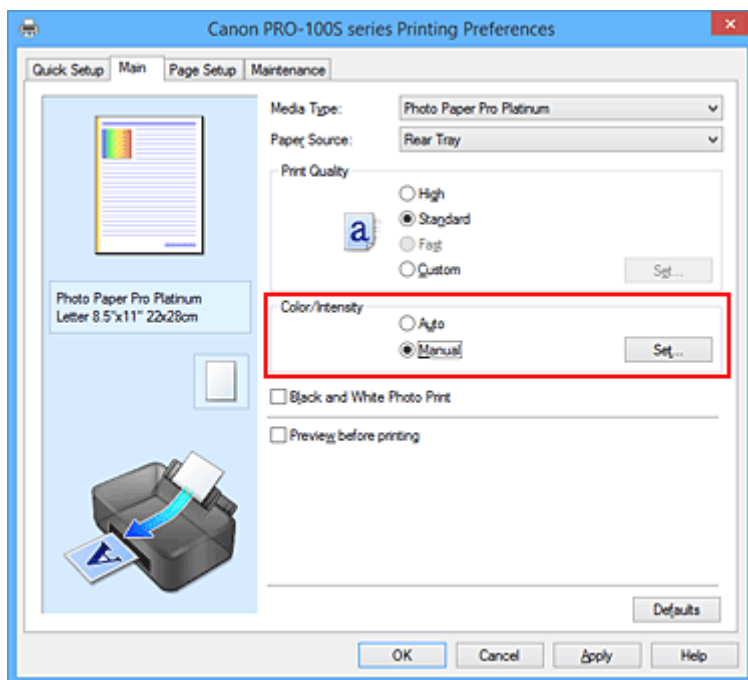 Canon PRO-100S series Printing Preferences
Quick Setup Main Page Setup Maintenance
Media Type: Photo Paper Pro Platinum
Paper Source: Rear Tray
Print Quality
High
a Standard
Fast
Custom Set...
Photo Paper Pro Platinum
Letter 8.5"x11" 22x28cm
Color/Intensity
Auto
Manual Set...
Black and White Photo Print
Preview before printing
A
Defaults
OK Cancel Apply Help